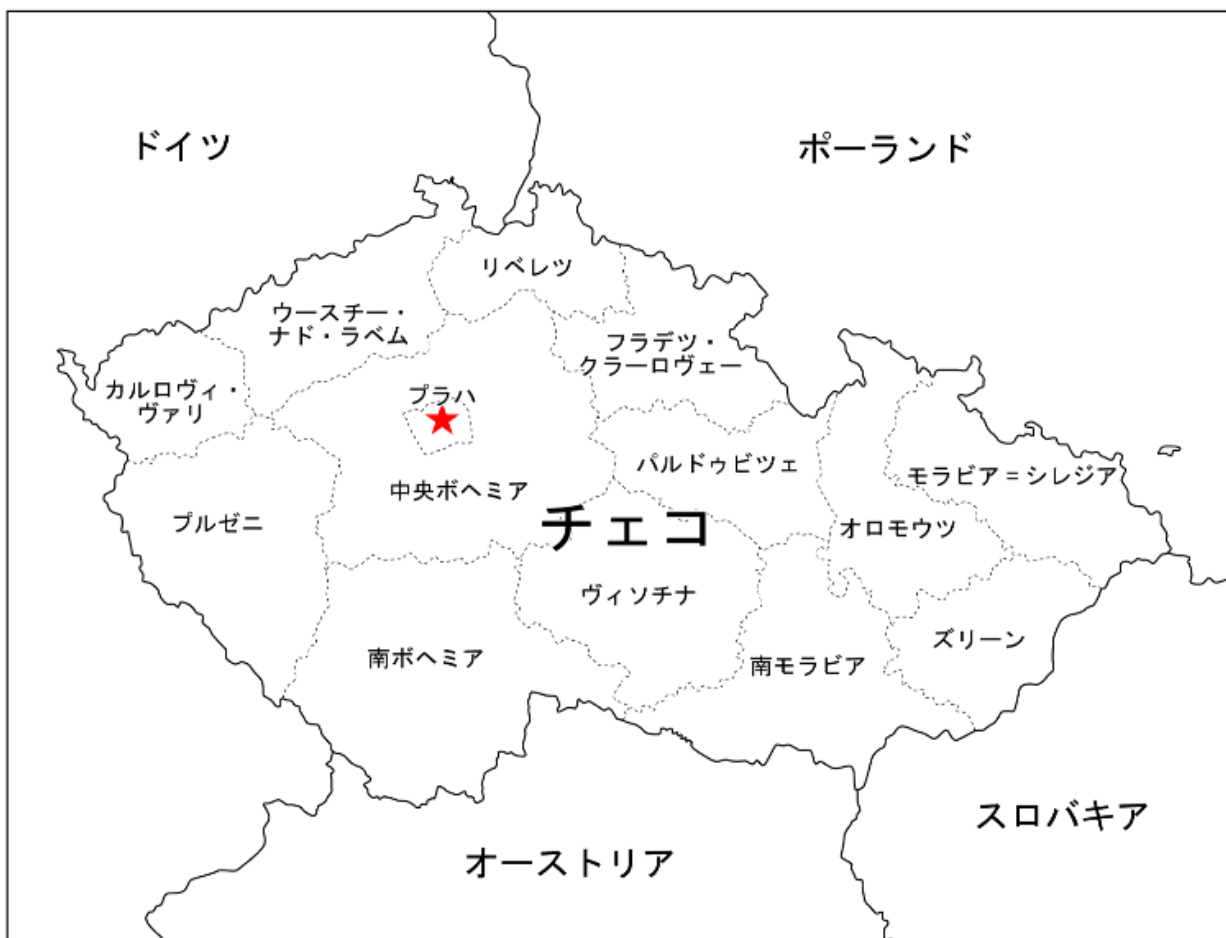 ドイツ
ポーランド
リベレツ
ウースチー・
ナド・ラベム
フラデツ・
クラーロヴェー
カルロヴィ・
ヴァリ
プラハ
パルドゥビツェ
モラビア＝シレジア
中央ボヘミア
プルゼニ
チェコ
オロモウツ
ヴィソチナ
ズリーン
南ボヘミア
南モラビア
スロバキア
オーストリア